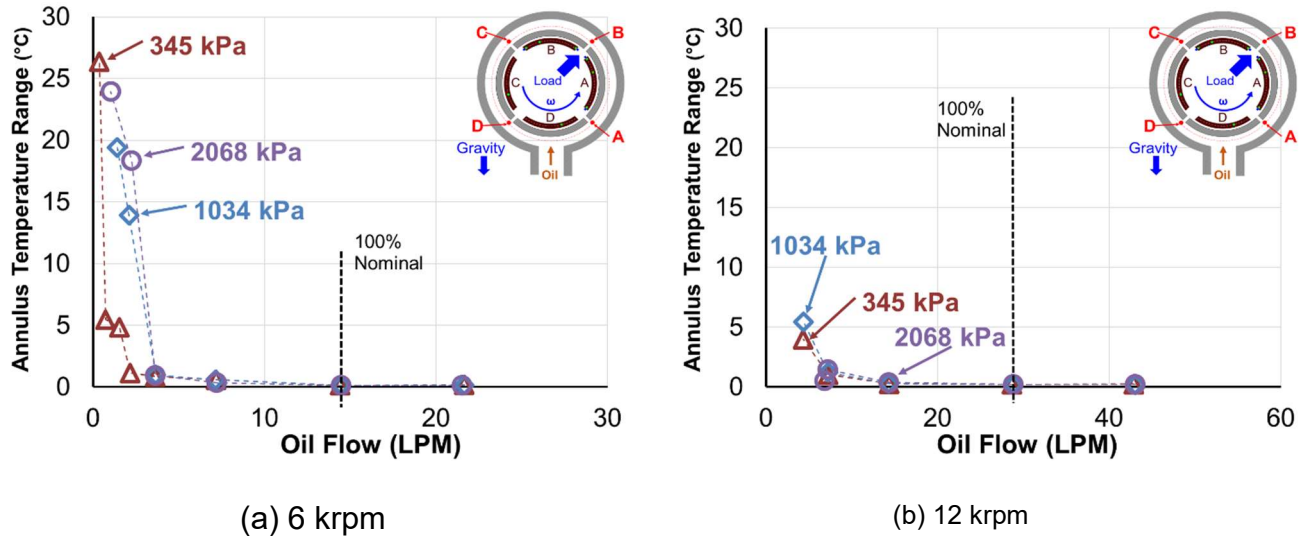 Annulus Temperature Range (°C)
30
25
20
15
10
5
0
345 kPa
2068 kPa
1034 kPa
100%
Nominal
C
B
B
Load
C
A
ω
D
D
A
Gravity
Oil
0
10
20
30
Oil Flow (LPM)
(a) 6 krpm
Annulus Temperature Range (°C)
30
25
20
15
10
5
0
100%
Nominal
1034 kPa
345 kPa
2068 kPa
C
B
B
Load
C
A
ω
D
D
A
Gravity
Oil
0
20
40
60
Oil Flow (LPM)
(b) 12 krpm